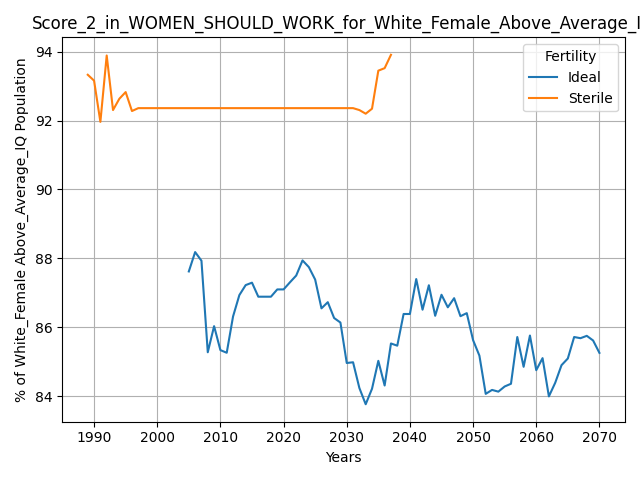 Score_2_in_WOMEN_SHOULD_WORK_for_White_Female_Above_Average_I
% of White_Female Above_Average_IQ Population
94
92
90
88
86
84
Fertility
Ideal
Sterile
1990 2000 2010 2020 2030 2040 2050 2060 2070
Years